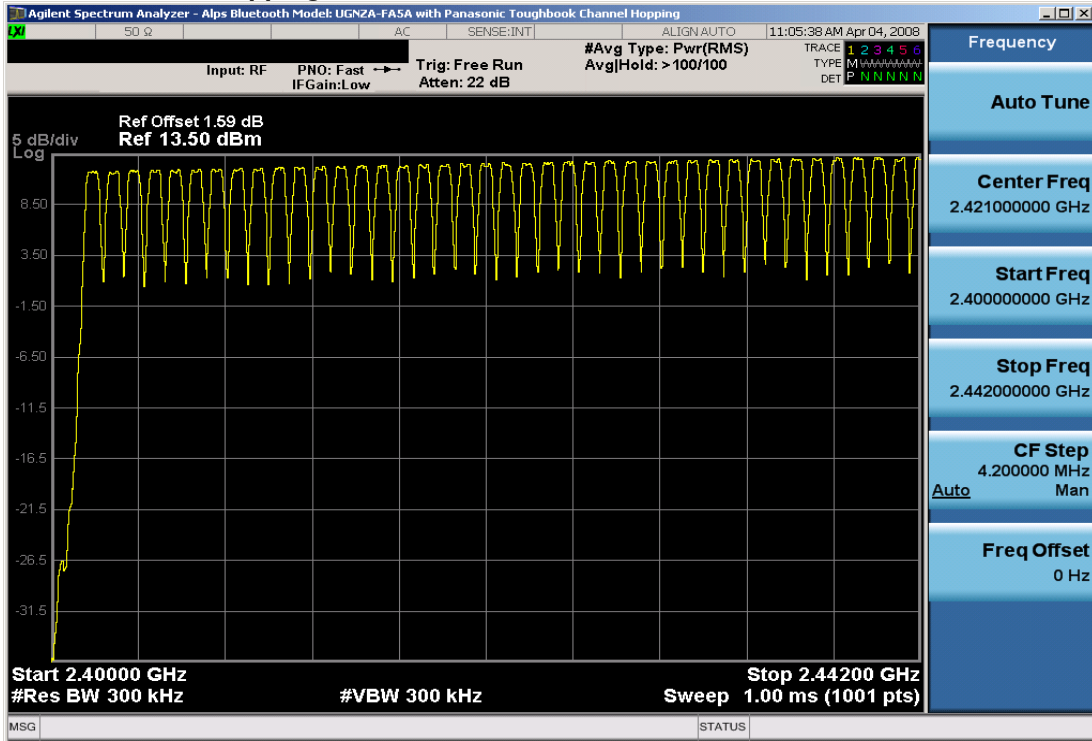 Agilent Spectrum Analyzer - Alps Bluetooth Model: UGNZA-FA5A with Panasonic Toughbook Channel Hopping
LXI 50 Ω AC SENSE:INT ALIGN AUTO 11:05:38 AM Apr 04, 2008
Input: RF PNO: Fast Trig: Free Run #Avg Type: Pwr(RMS) TRACE 1 2 3 4 5 6
IFGain:Low Atten: 22 dB Avg|Hold: >100/100 TYPE M
DET P N N N N N
Ref Offset 1.59 dB
5 dB/div Ref 13.50 dBm
Log
8.50
3.50
-1.50
-6.50
-11.5
-16.5
-21.5
-26.5
-31.5
Start 2.40000 GHz Stop 2.44200 GHz
#Res BW 300 kHz #VBW 300 kHz Sweep 1.00 ms (1001 pts)
MSG STATUS
Frequency
Auto Tune
Center Freq
2.421000000 GHz
Start Freq
2.400000000 GHz
Stop Freq
2.442000000 GHz
CF Step
4.200000 MHz
Auto Man
Freq Offset
0 Hz